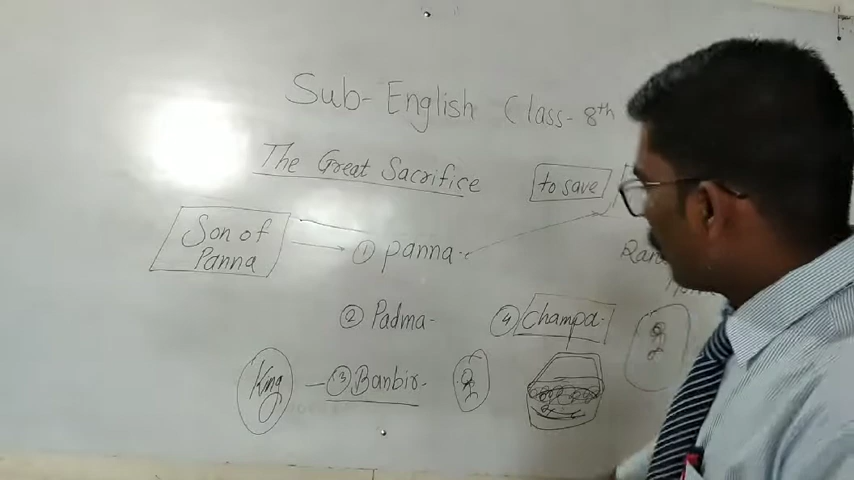 Sub- English Class- 8th
The Great Sacrifice
to save
Son of
Panna
① panna-
② Padma-
④ Champa-
King - ③ Banbir-